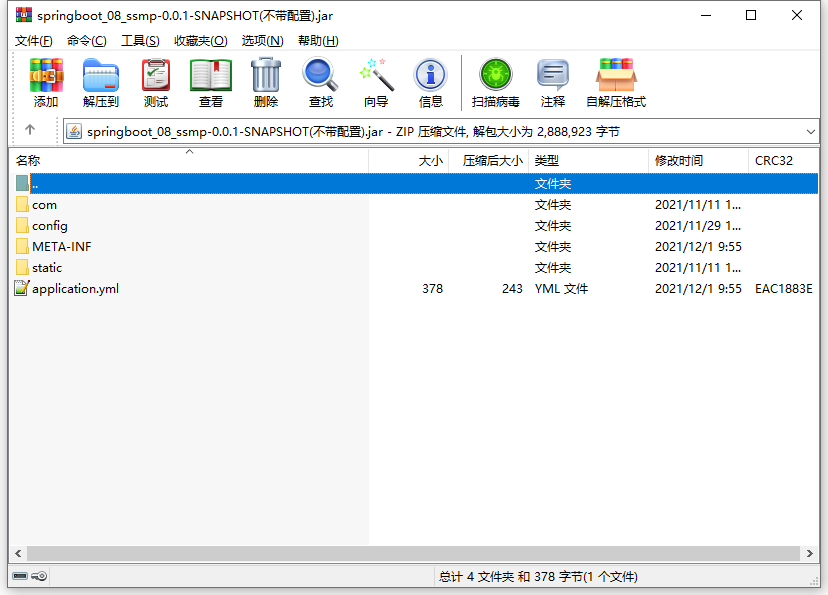 springboot_08_ssmp-0.0.1-SNAPSHOT(不带配置).jar
文件(F) 命令(C) 工具(S) 收藏夹(O) 选项(N) 帮助(H)
添加 解压到 测试 查看 删除 查找 向导 信息 扫描病毒 注释 自解压格式
springboot_08_ssmp-0.0.1-SNAPSHOT(不带配置).jar - ZIP 压缩文件, 解包大小为 2,888,923 字节
名称 大小 压缩后大小 类型 修改时间 CRC32
.. 文件夹
com 文件夹 2021/11/11 1...
config 文件夹 2021/11/29 1...
META-INF 文件夹 2021/12/1 9:55
static 文件夹 2021/11/11 1...
application.yml 378 243 YML 文件 2021/12/1 9:55 EAC1883E
总计 4 文件夹 和 378 字节(1 个文件)